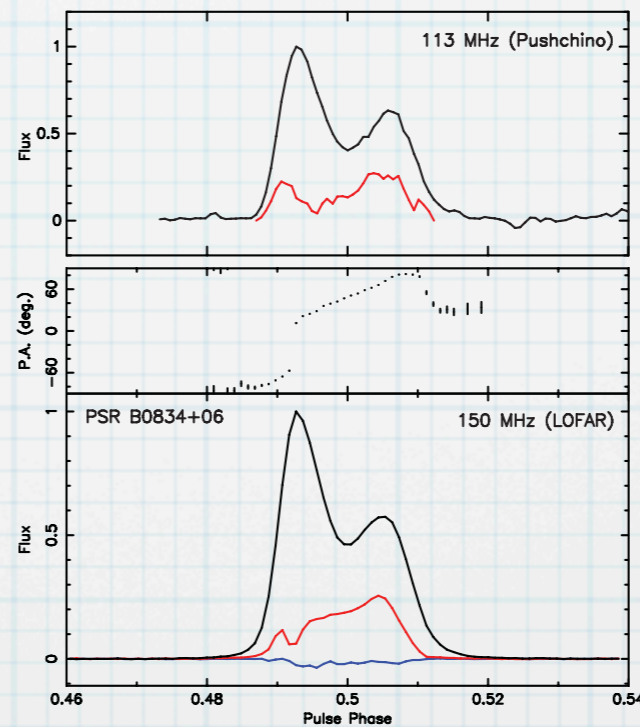 113 MHz (Pushchino)
1
0.5
0
Flux
60
0
−60
P.A. (deg.)
PSR B0834+06
150 MHz (LOFAR)
1
0.5
0
Flux
0.46 0.48 0.5 0.52 0.54
Pulse Phase